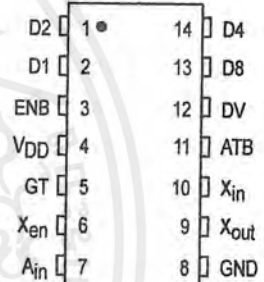 D2 1 14 D4
D1 2 13 D8
ENB 3 12 DV
VDD 4 11 ATB
GT 5 10 Xin
Xen 6 9 Xout
Ain 7 8 GND